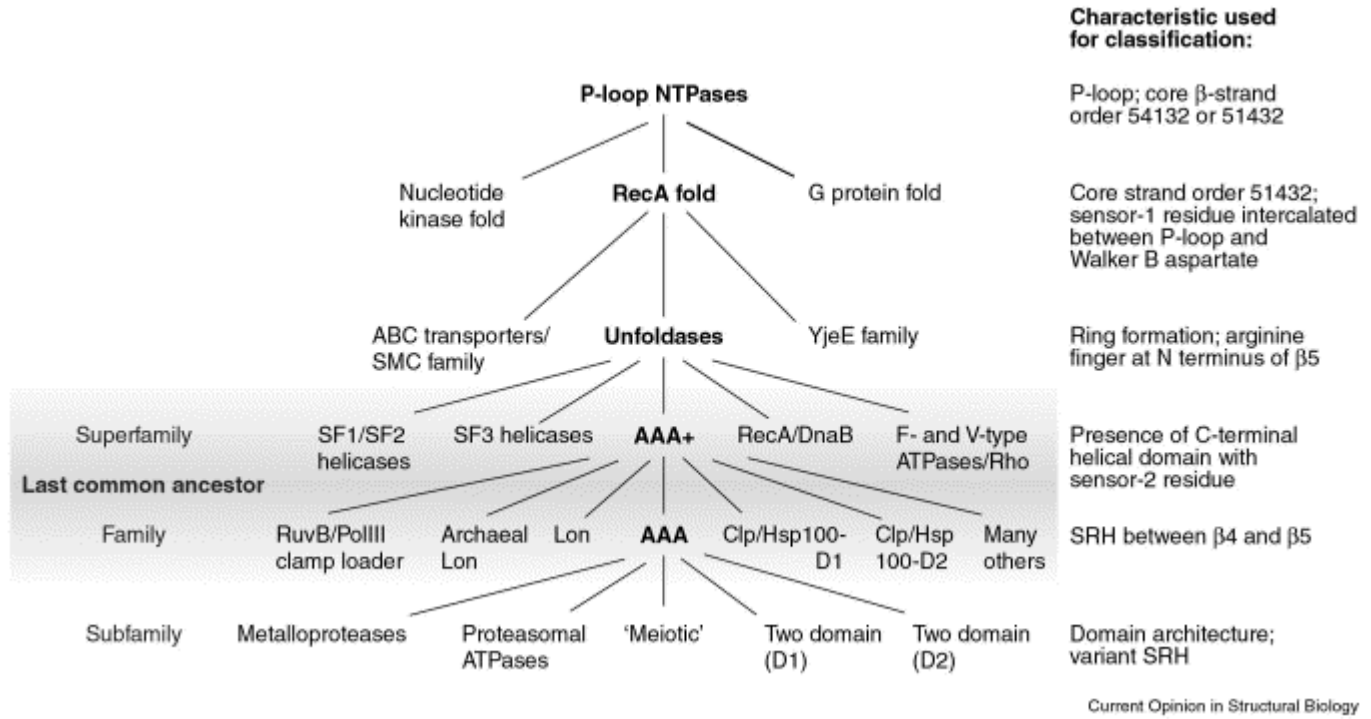 Characteristic used
for classification:
P-loop NTPases
P-loop; core β-strand
order 54132 or 51432
Nucleotide
kinase fold
RecA fold
G protein fold
Core strand order 51432;
sensor-1 residue intercalated
between P-loop and
Walker B aspartate
ABC transporters/
SMC family
Unfoldases
YjeE family
Ring formation; arginine
finger at N terminus of β5
Superfamily
SF1/SF2
helicases
SF3 helicases
AAA+
RecA/DnaB
F- and V-type
ATPases/Rho
Presence of C-terminal
helical domain with
sensor-2 residue
Last common ancestor
Family
RuvB/PolIII
clamp loader
Archaeal
Lon
Lon
AAA
Clp/Hsp100-
D1
Clp/Hsp
100-D2
Many
others
SRH between β4 and β5
Subfamily
Metalloproteases
Proteasomal
ATPases
‘Meiotic’
Two domain
(D1)
Two domain
(D2)
Domain architecture;
variant SRH
Current Opinion in Structural Biology